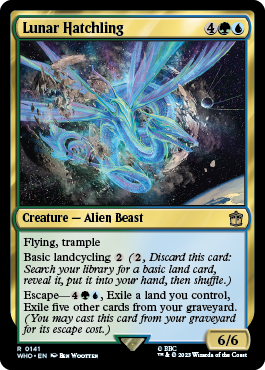 Lunar Hatchling 4
Creature — Alien Beast
Flying, trample
Basic landcycling 2 (2, Discard this card:
Search your library for a basic land card,
reveal it, put it into your hand, then shuffle.)
Escape—4, Exile a land you control,
Exile five other cards from your graveyard.
(You may cast this card from your graveyard
for its escape cost.)
6/6
R 0141
WHO • EN Ben Wootten
© BBC
™ & © 2023 Wizards of the Coast